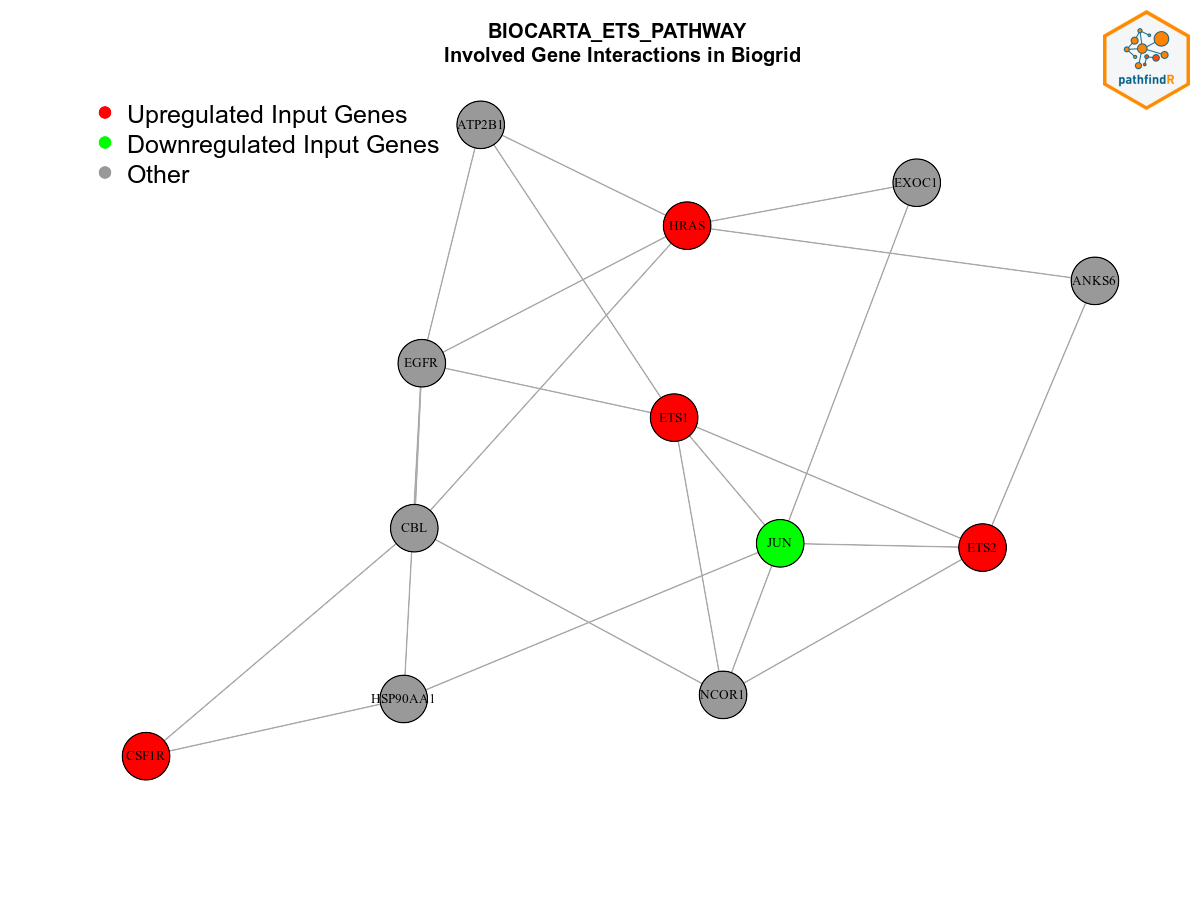 BIOCARTA_ETS_PATHWAY
Involved Gene Interactions in Biogrid
pathfindR
Upregulated Input Genes
Downregulated Input Genes
Other
ATP2B1
EXOC1
HRAS
ANKS6
EGFR
ETS1
CBL
JUN
ETS2
HSP90AA1
NCOR1
CSF1R